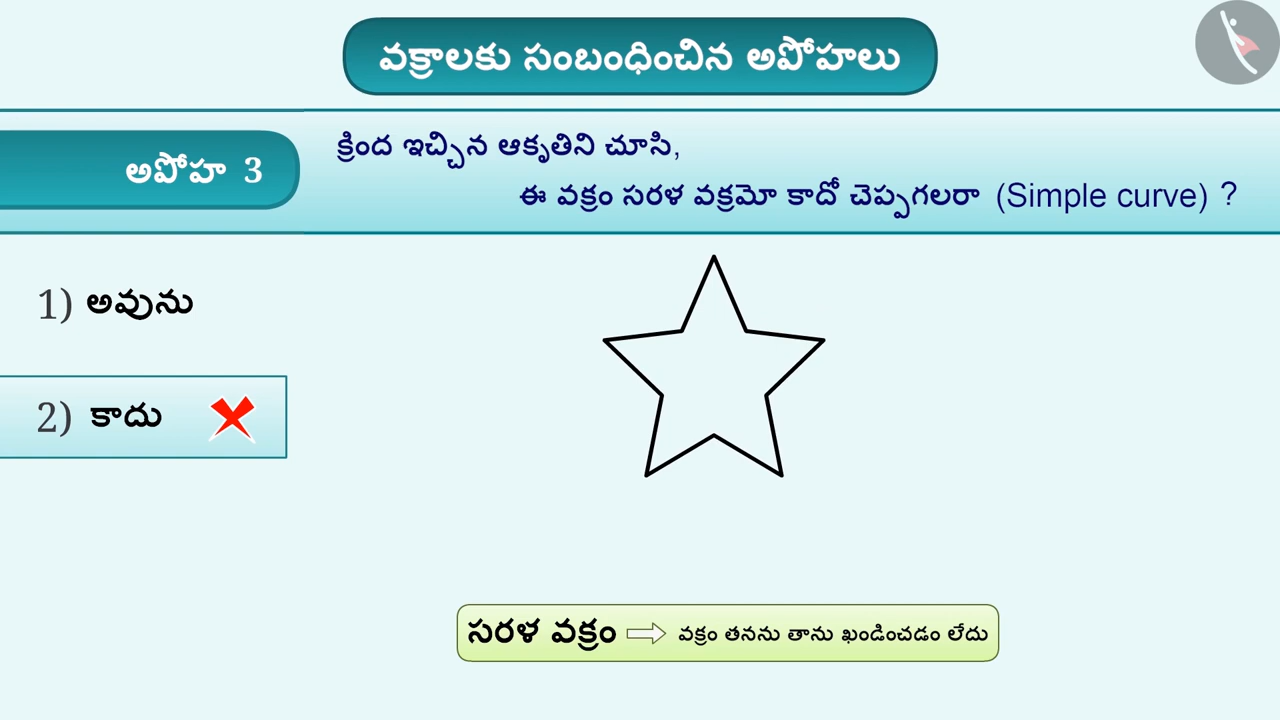 వక్రాలకు సంబంధించిన అపోహలు
అపోహ 3
క్రింద ఇచ్చిన ఆకృతిని చూసి,
ఈ వక్రం సరళ వక్రమో కాదో చెప్పగలరా (Simple curve) ?
1) అవును
2) కాదు
సరళ వక్రం వక్రం తనను తాను ఖండించడం లేదు